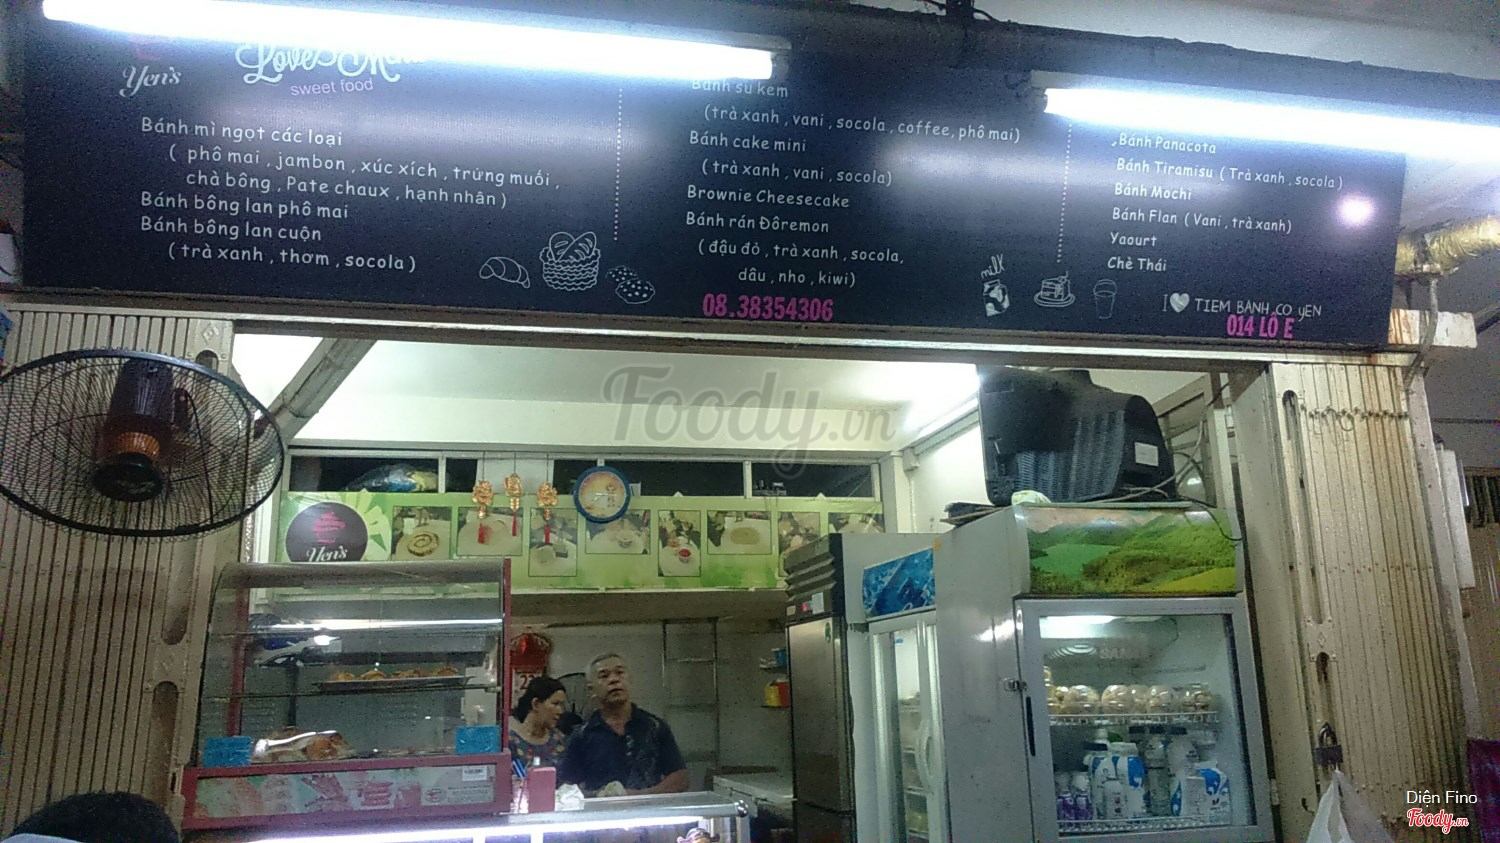 Yen's
Love
sweet food
Bánh mì ngọt các loại
( phô mai , jambon , xúc xích , trứng muối ,
chà bông , Pate chaux , hạnh nhân )
Bánh bông lan phô mai
Bánh bông lan cuộn
( trà xanh , thơm , socola )
Bánh su kem
(trà xanh , vani , socola , coffee, phô mai)
Bánh cake mini
( trà xanh , vani , socola)
Brownie Cheesecake
Bánh rán Đôremon
( đậu đỏ , trà xanh , socola,
dâu , nho , kiwi)
08.38354306
Bánh Panacota
Bánh Tiramisu ( Trà xanh , socola )
Bánh Mochi
Bánh Flan ( Vani , trà xanh)
Yaourt
Chè Thái
milk
I TIEM BANH CO YEN
014 LÔ E
Foody.vn
Yen's
Diện Fino
Foody.vn